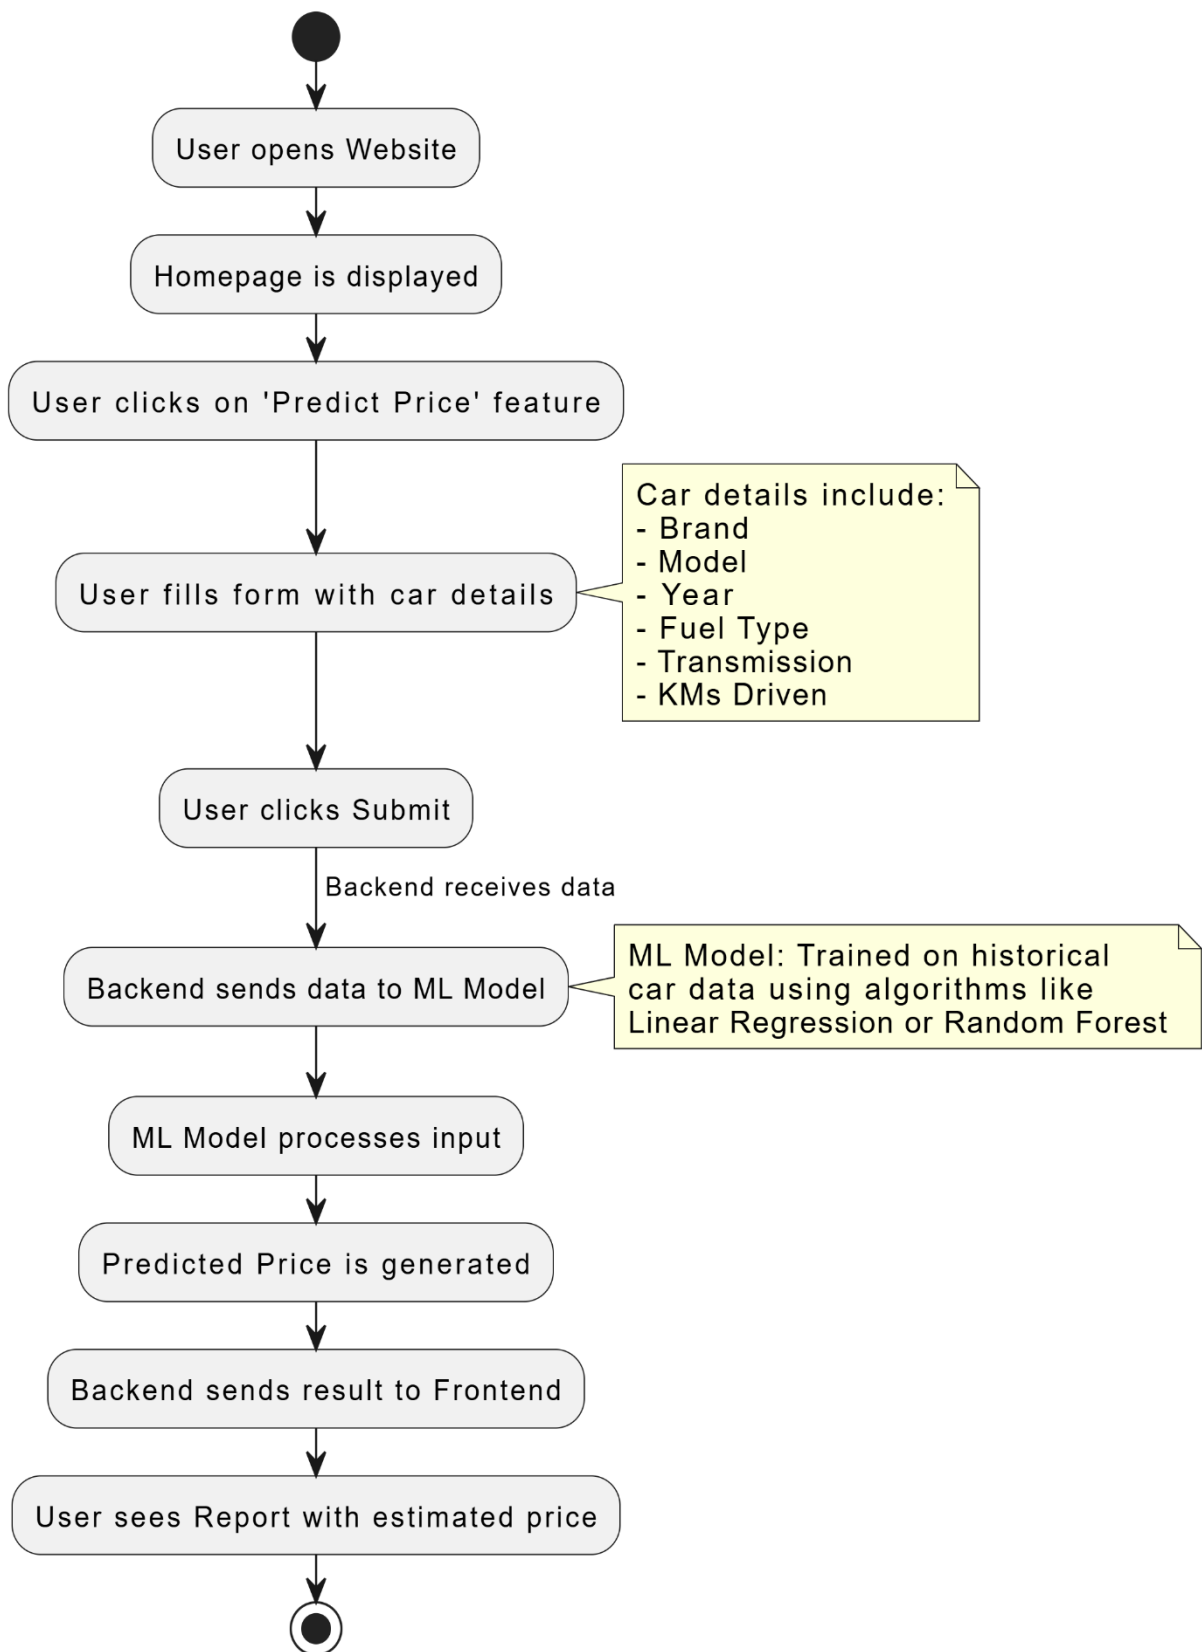 User opens Website
Homepage is displayed
User clicks on 'Predict Price' feature
User fills form with car details
Car details include:
- Brand
- Model
- Year
- Fuel Type
- Transmission
- KMs Driven
User clicks Submit
Backend receives data
Backend sends data to ML Model
ML Model: Trained on historical
car data using algorithms like
Linear Regression or Random Forest
ML Model processes input
Predicted Price is generated
Backend sends result to Frontend
User sees Report with estimated price